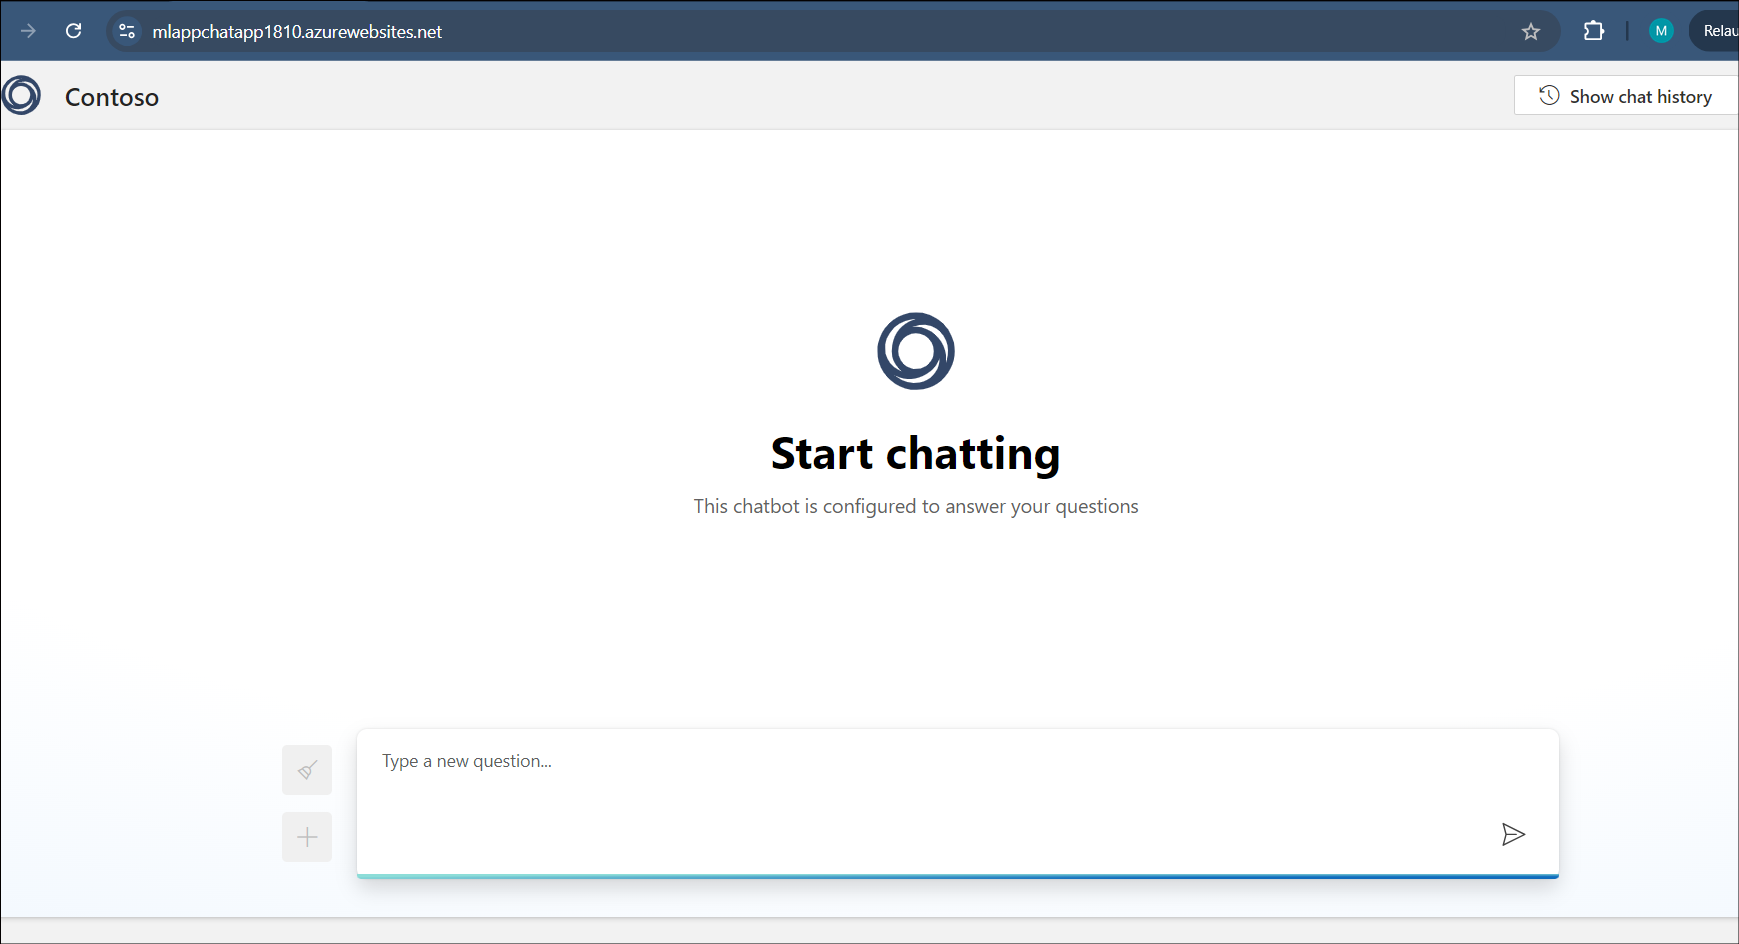 mlappchatapp1810.azurewebsites.net
M
Relau
Contoso
Show chat history
Start chatting
This chatbot is configured to answer your questions
Type a new question...